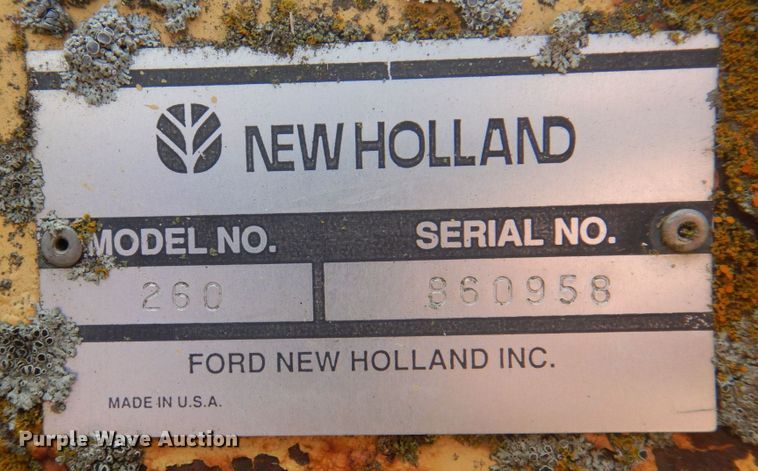 NEW HOLLAND
MODEL NO. SERIAL NO.
260 860958
FORD NEW HOLLAND INC.
MADE IN U.S.A.
Purple Wave Auction